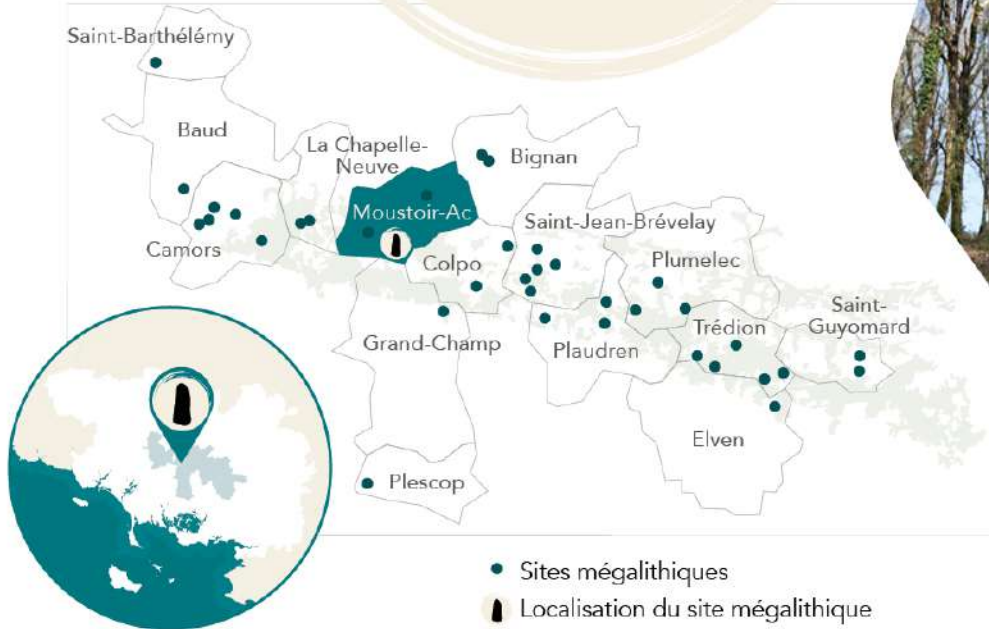 Saint-Barthélémy
Baud
La Chapelle-
Neuve
Bignan
Moustoir-Ac
Saint-Jean-Brévelay
Camors
Colpo
Plumelec
Saint-
Guyomard
Trédion
Grand-Champ
Plaudren
Elven
Plescop
Sites mégalithiques
Localisation du site mégalithique